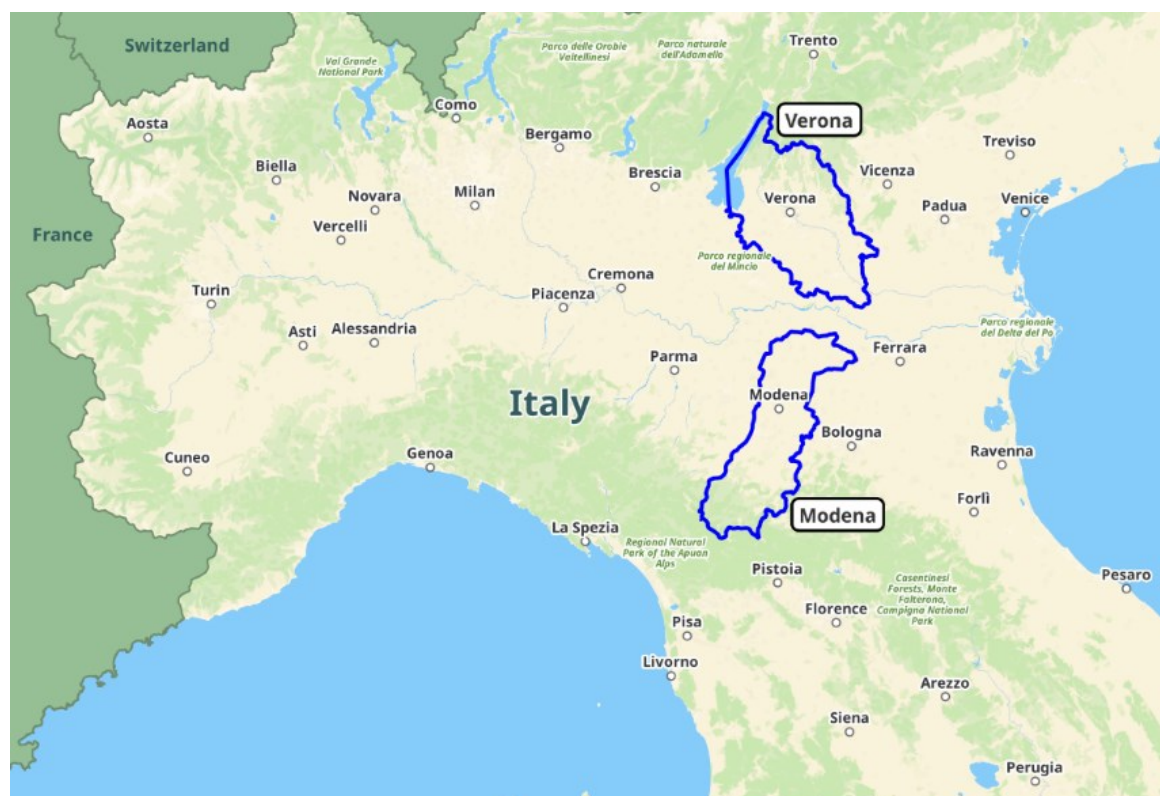 Switzerland
Parco delle Orobie
Valtellinesi
Parco naturale
dell'Adamello
Trento
Val Grande
National Park
Como
Verona
Aosta
Bergamo
Treviso
Biella
Brescia
Vicenza
Milan
Novara
Verona
Padua
Venice
Vercelli
France
Parco regionale
del Mincio
Cremona
Turin
Piacenza
Asti
Alessandria
Parco regionale
del Delta del Po
Parma
Ferrara
Italy
Modena
Bologna
Cuneo
Genoa
Ravenna
Forlì
Modena
La Spezia
Regional Natural
Park of the Apuan
Alps
Pistoia
Casentinesi
Forests, Monte
Falterona,
Campigna National
Park
Pesaro
Florence
Pisa
Livorno
Arezzo
Siena
Perugia